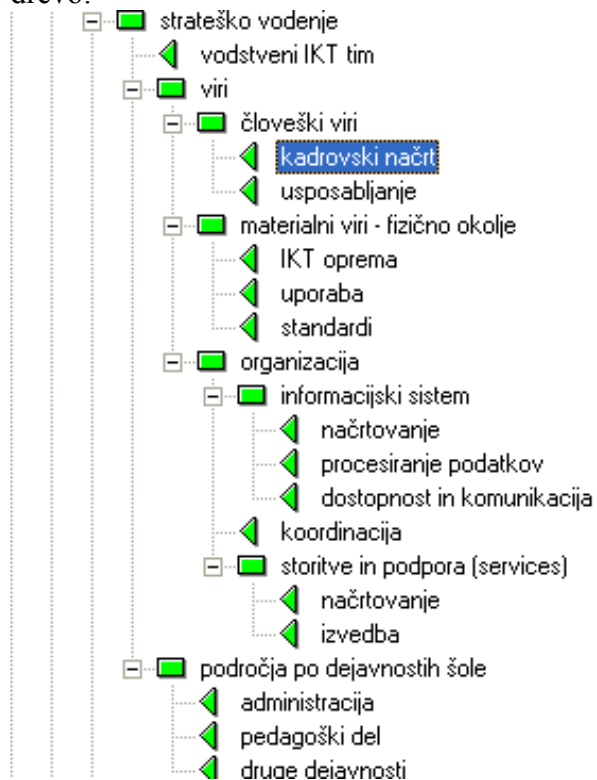 drevo:
strateško vodenje
vodstveni IKT tim
viri
človeški viri
kadrovski načrt
usposabljanje
materialni viri - fizično okolje
IKT oprema
uporaba
standardi
organizacija
informacijski sistem
načrtovanje
procesiranje podatkov
dostopnost in komunikacija
koordinacija
storitve in podpora (services)
načrtovanje
izvedba
področja po dejavnostih šole
administracija
pedagoški del
druge dejavnosti